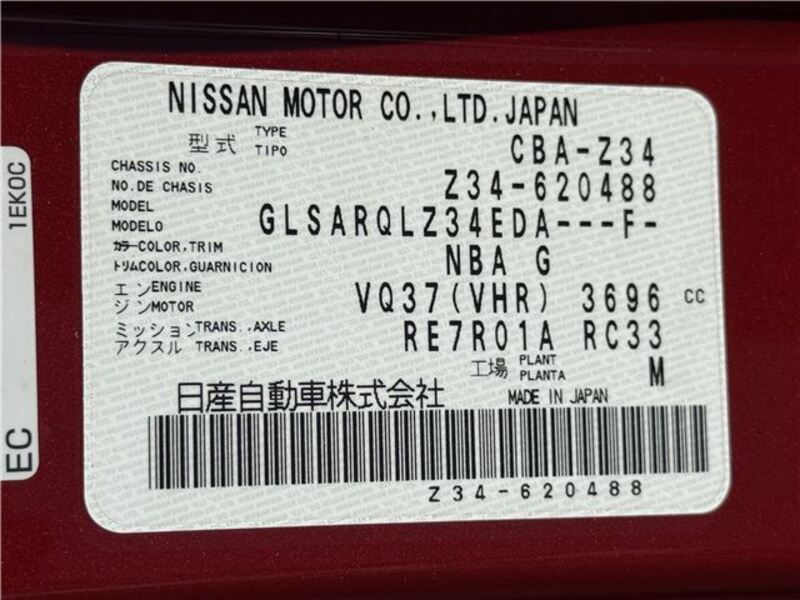 NISSAN MOTOR CO.,LTD.JAPAN
型式 TYPE TIPO CBA-Z34
CHASSIS NO.
NO.DE CHASIS Z34-620488
MODEL
MODELO GLSARQLZ34EDA---F-
カラーCOLOR,TRIM
トリムCOLOR,GUARNICION NBA G
エンENGINE
ジンMOTOR VQ37(VHR) 3696 CC
ミッションTRANS.,AXLE
アクスル TRANS.,EJE RE7R01A RC33
工場 PLANT PLANTA M
日産自動車株式会社 MADE IN JAPAN
Z34-620488
1EK0C
EC